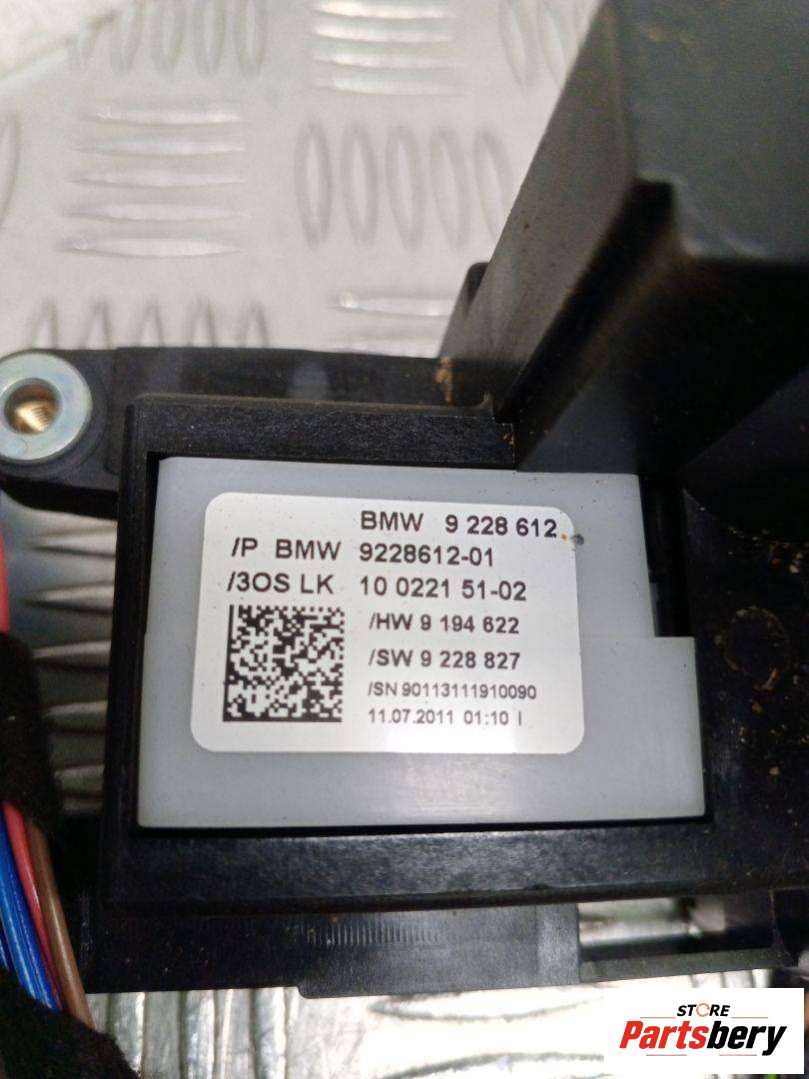 BMW 9 228 612
/P BMW 9228612-01
/3OS LK 10 0221 51-02
/HW 9 194 622
/SW 9 228 827
/SN 90113111910090
11.07.2011 01:10 I
STORE
Partsbery